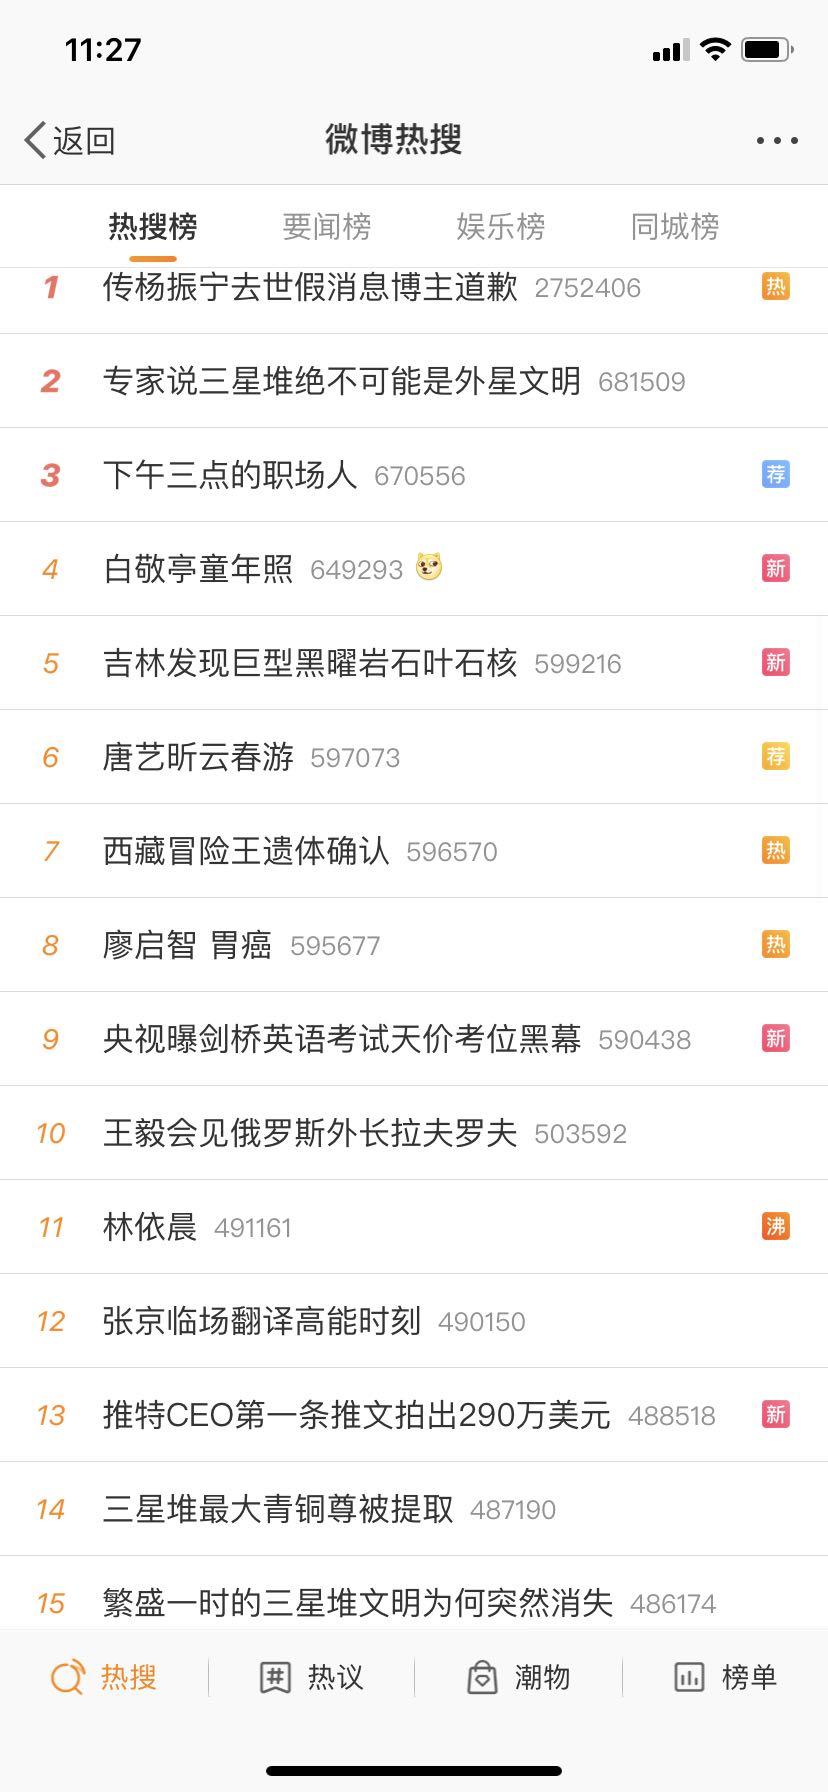 11:27
返回 微博热搜
热搜榜 要闻榜 娱乐榜 同城榜
1 传杨振宁去世假消息博主道歉 2752406 热
2 专家说三星堆绝不可能是外星文明 681509
3 下午三点的职场人 670556 荐
4 白敬亭童年照 649293 新
5 吉林发现巨型黑曜岩石叶石核 599216 新
6 唐艺昕云春游 597073 荐
7 西藏冒险王遗体确认 596570 热
8 廖启智 胃癌 595677 热
9 央视曝剑桥英语考试天价考位黑幕 590438 新
10 王毅会见俄罗斯外长拉夫罗夫 503592
11 林依晨 491161 沸
12 张京临场翻译高能时刻 490150
13 推特CEO第一条推文拍出290万美元 488518 新
14 三星堆最大青铜尊被提取 487190
15 繁盛一时的三星堆文明为何突然消失 486174
热搜 热议 潮物 榜单